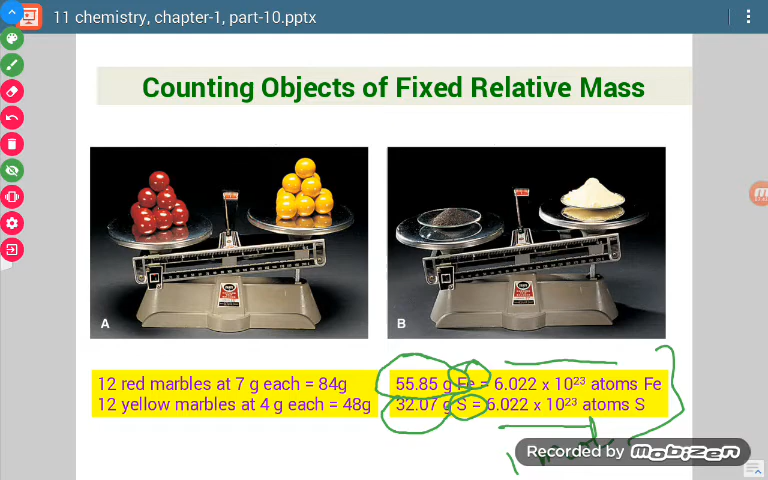 11 chemistry, chapter-1, part-10.pptx
Counting Objects of Fixed Relative Mass
A
B
12 red marbles at 7 g each = 84g
12 yellow marbles at 4 g each = 48g
55.85 g Fe = 6.022 x 10²³ atoms Fe
32.07 g S = 6.022 x 10²³ atoms S
Recorded by mobizen